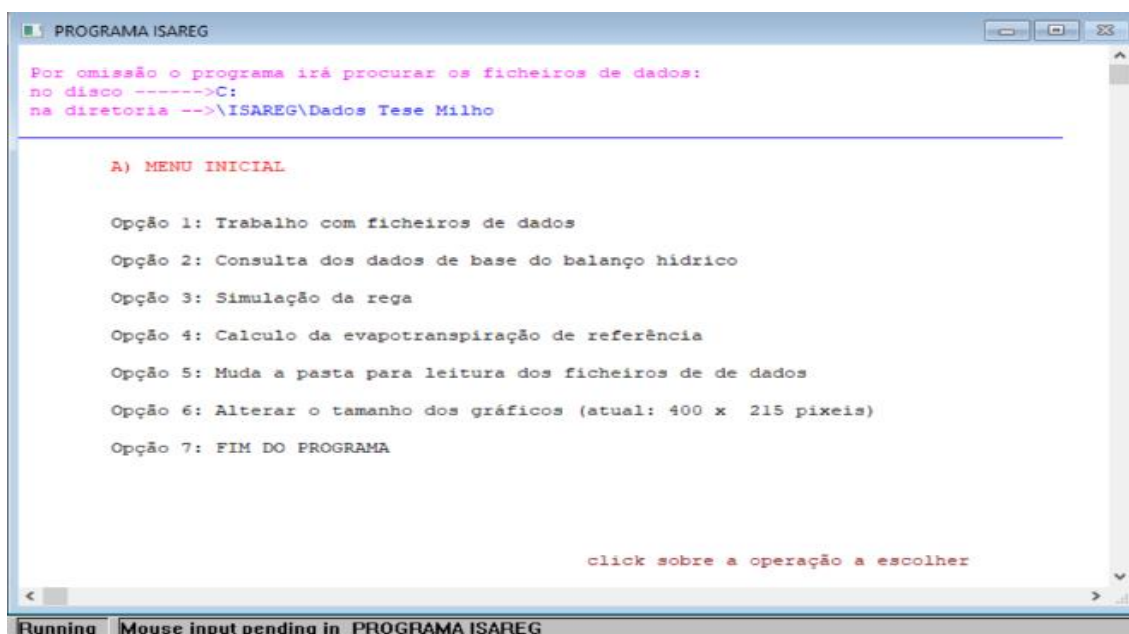 PROGRAMA ISAREG
Por omissão o programa irá procurar os ficheiros de dados:
no disco ------>C:
na diretoria -->\ISAREG\Dados Tese Milho
A) MENU INICIAL
Opção 1: Trabalho com ficheiros de dados
Opção 2: Consulta dos dados de base do balanço hídrico
Opção 3: Simulação da rega
Opção 4: Calculo da evapotranspiração de referência
Opção 5: Muda a pasta para leitura dos ficheiros de de dados
Opção 6: Alterar o tamanho dos gráficos (atual: 400 x 215 pixeis)
Opção 7: FIM DO PROGRAMA
click sobre a operação a escolher
Running Mouse input pending in PROGRAMA ISAREG